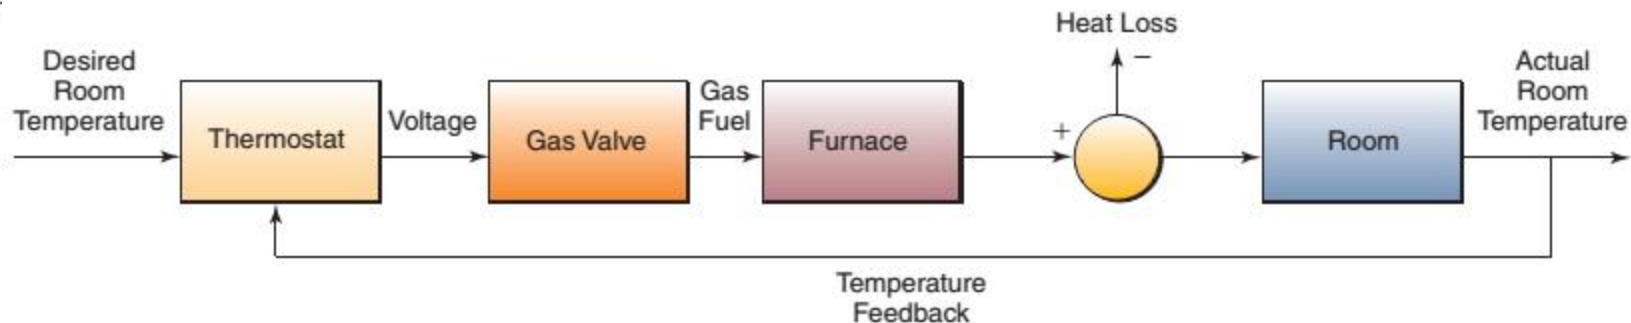 Desired
Room
Temperature
Thermostat
Voltage
Gas Valve
Gas
Fuel
Furnace
+
Heat Loss
−
Room
Actual
Room
Temperature
Temperature
Feedback